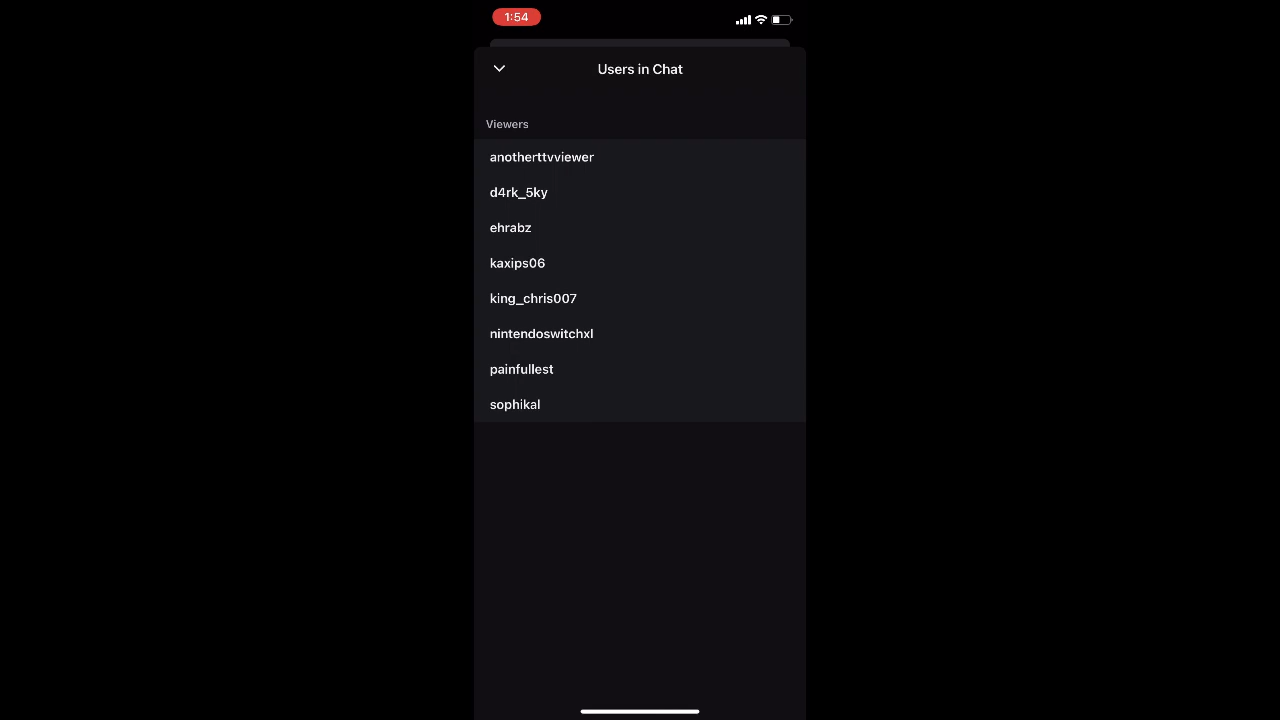 1:54
Users in Chat
Viewers
anotherttvviewer
d4rk_5ky
ehrabz
kaxips06
king_chris007
nintendoswitchxl
painfullest
sophikal